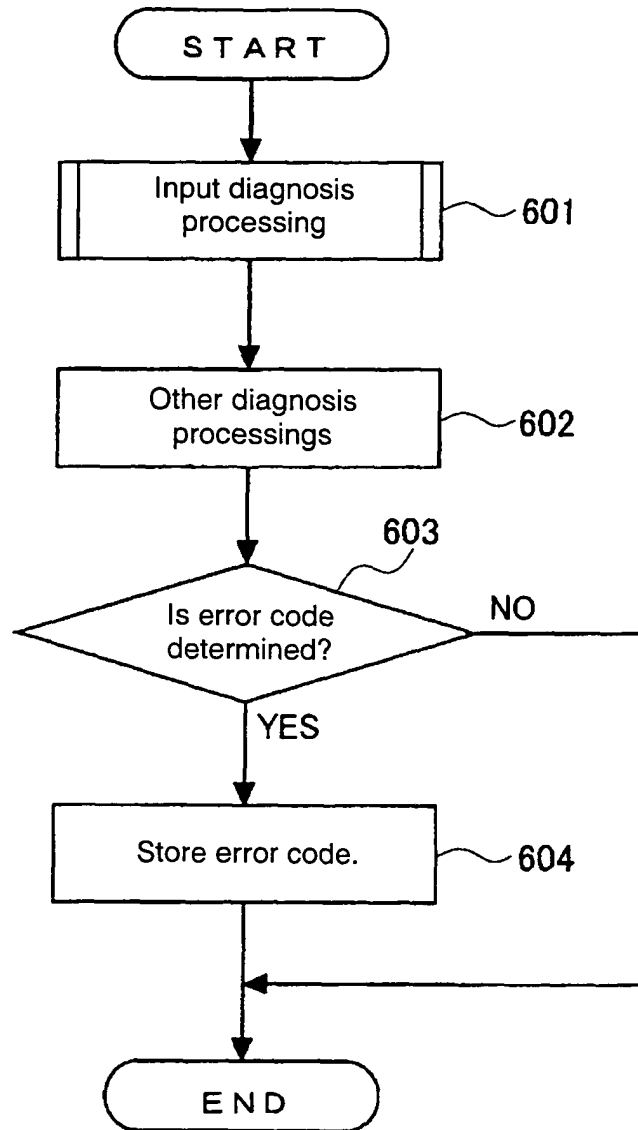 START
Input diagnosis
processing
601
Other diagnosis
processings
602
603
Is error code
determined?
NO
YES
Store error code.
604
END